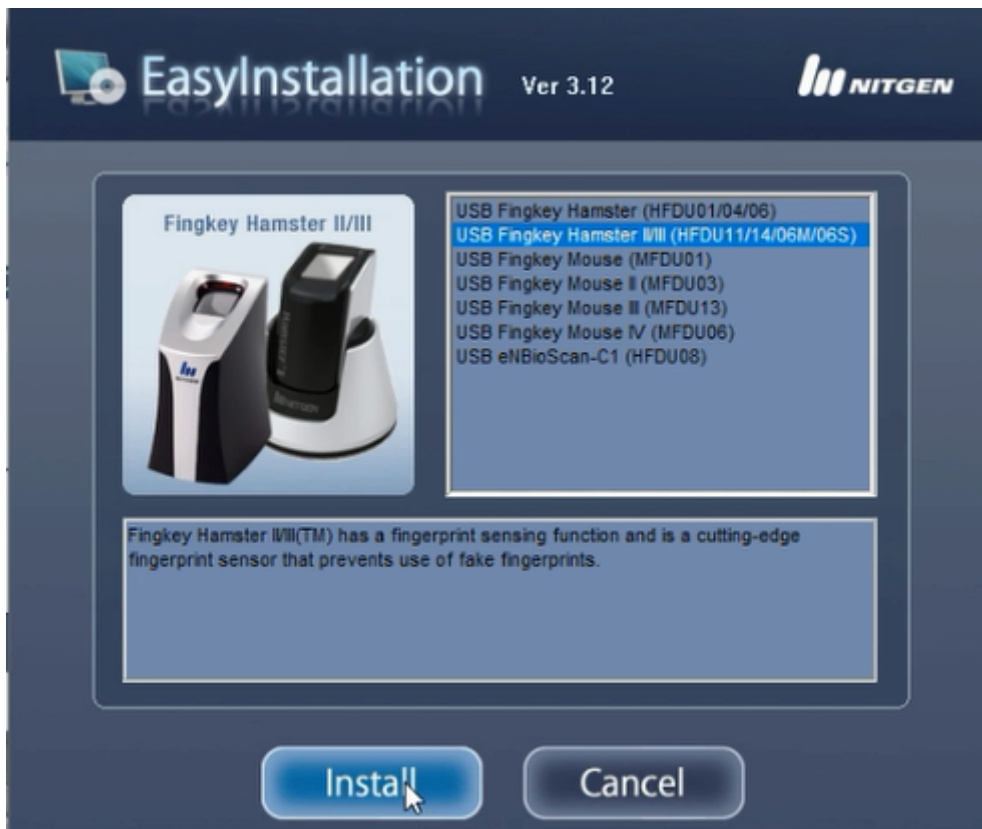 EasyInstallation Ver 3.12 NITGEN
Fingkey Hamster II/III
USB Fingkey Hamster (HFDU01/04/06)
USB Fingkey Hamster II/III (HFDU11/14/06M/06S)
USB Fingkey Mouse (MFDU01)
USB Fingkey Mouse II (MFDU03)
USB Fingkey Mouse III (MFDU13)
USB Fingkey Mouse IV (MFDU06)
USB eNBioScan-C1 (HFDU08)
Hamster
NITGEN
NITGEN
Fingkey Hamster II/III(TM) has a fingerprint sensing function and is a cutting-edge
fingerprint sensor that prevents use of fake fingerprints.
Install
Cancel